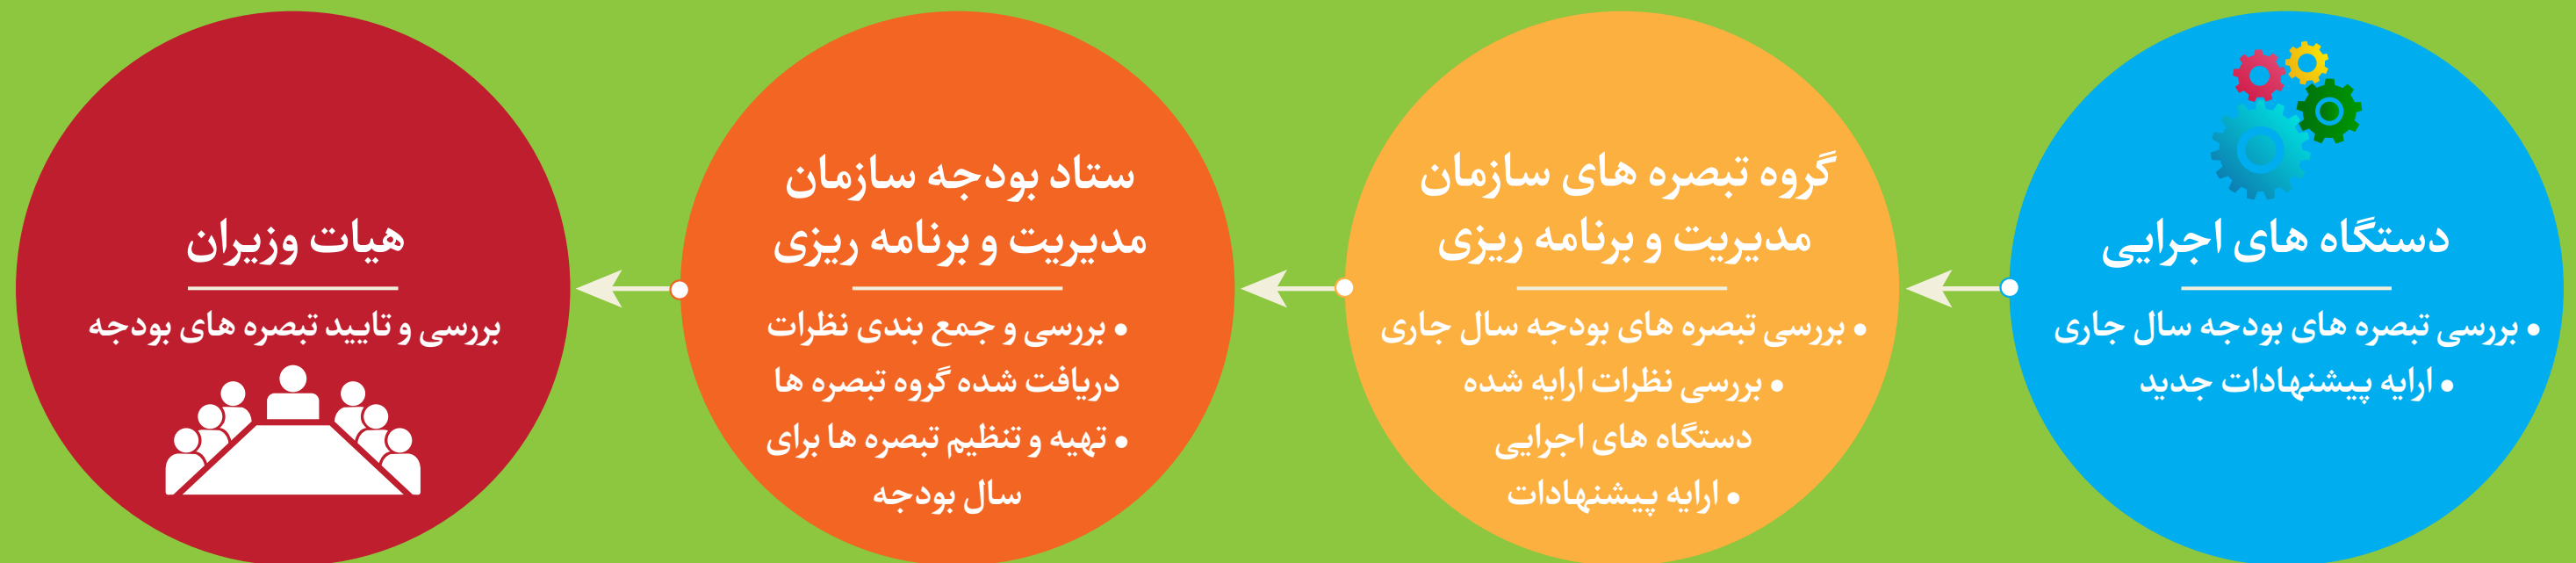 دستگاه های اجرایی
• بررسی تبصره های بودجه سال جاری
• ارایه پیشنهادات جدید
گروه تبصره های سازمان
مدیریت و برنامه ریزی
• بررسی تبصره های بودجه سال جاری
• بررسی نظرات ارایه شده
دستگاه های اجرایی
• ارایه پیشنهادات
ستاد بودجه سازمان
مدیریت و برنامه ریزی
• بررسی و جمع بندی نظرات
دریافت شده گروه تبصره ها
• تهیه و تنظیم تبصره ها برای
سال بودجه
هیات وزیران
بررسی و تایید تبصره های بودجه